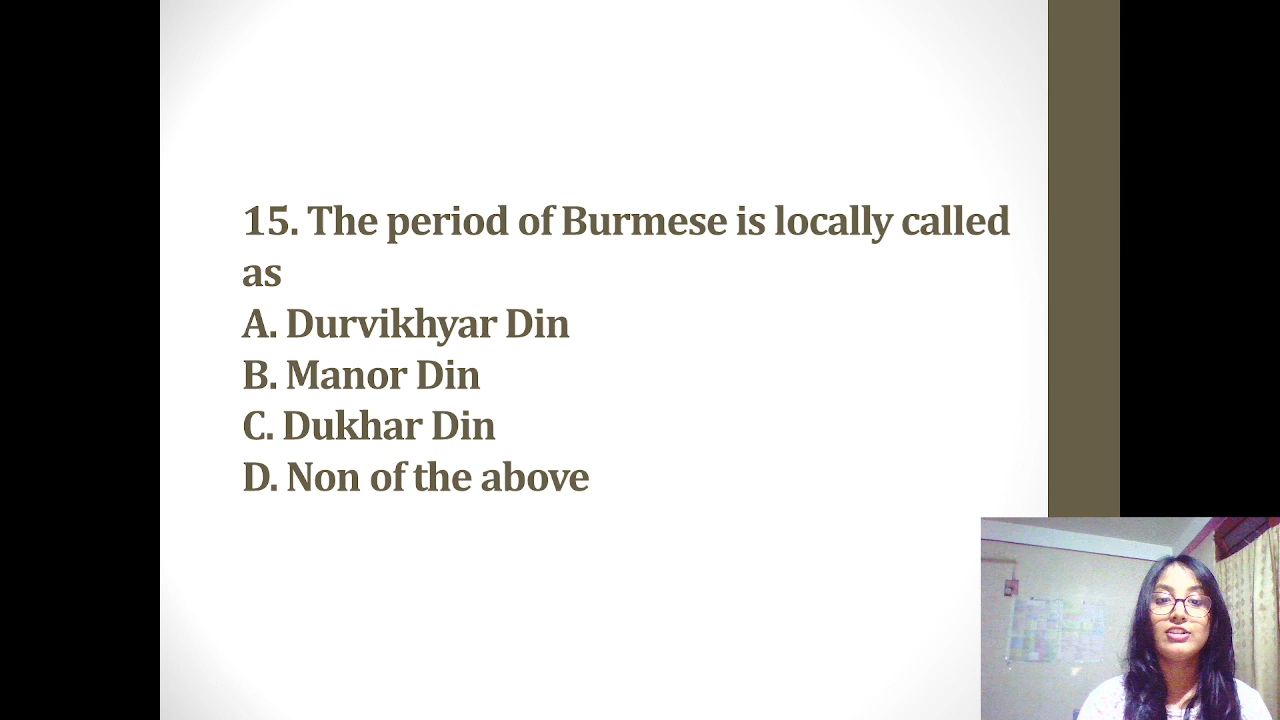 15. The period of Burmese is locally called
as
A. Durvikhyar Din
B. Manor Din
C. Dukhar Din
D. Non of the above